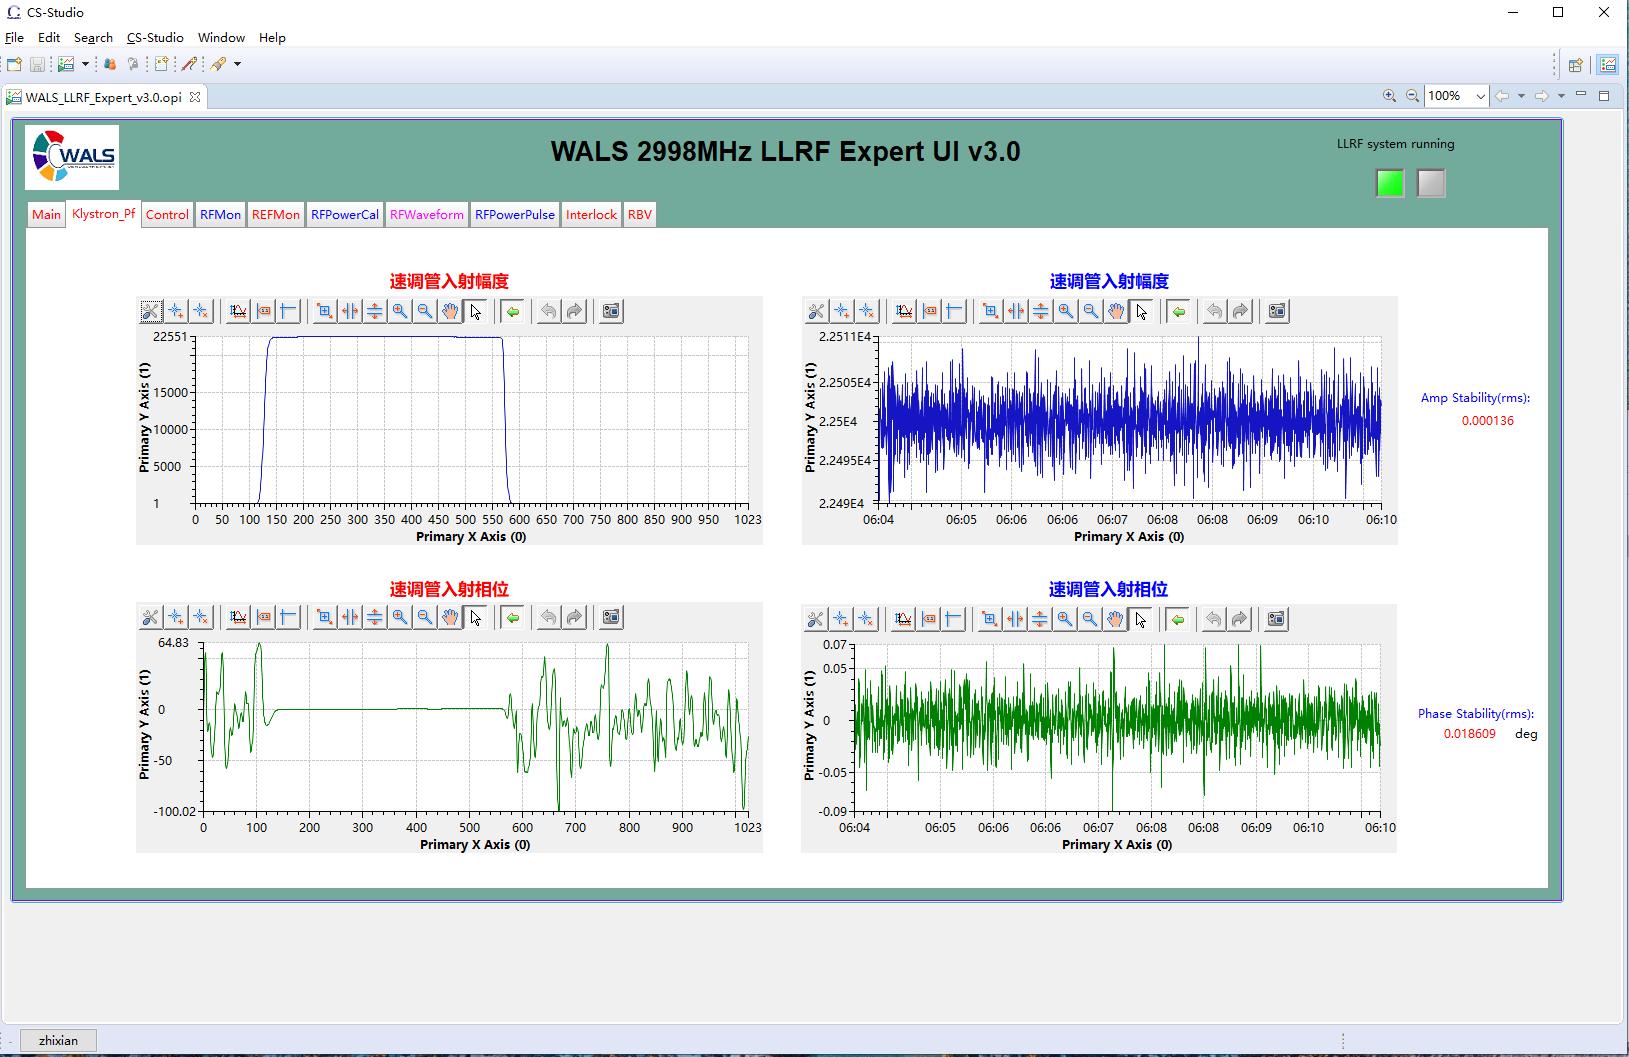 CS-Studio
File Edit Search CS-Studio Window Help
WALS_LLRF_Expert_v3.0.opi
100%
WALS
WALS 2998MHz LLRF Expert UI v3.0
LLRF system running
Main Klystron_Pf Control RFMon REFMon RFPowerCal RFWaveform RFPowerPulse Interlock RBV
速调管入射幅度
Primary Y Axis (1)
22551
15000
10000
5000
1
0 50 100 150 200 250 300 350 400 450 500 550 600 650 700 750 800 850 900 950 1023
Primary X Axis (0)
速调管入射幅度
Primary Y Axis (1)
2.2511E4
2.2505E4
2.25E4
2.2495E4
2.249E4
06:04 06:05 06:06 06:06 06:07 06:08 06:08 06:09 06:10 06:10
Primary X Axis (0)
Amp Stability(rms):
0.000136
速调管入射相位
Primary Y Axis (1)
64.83
0
-50
-100.02
0 100 200 300 400 500 600 700 800 900 1023
Primary X Axis (0)
速调管入射相位
Primary Y Axis (1)
0.07
0.05
0
-0.05
-0.09
06:04 06:05 06:06 06:06 06:07 06:08 06:08 06:09 06:10 06:10
Primary X Axis (0)
Phase Stability(rms):
0.018609 deg
zhixian